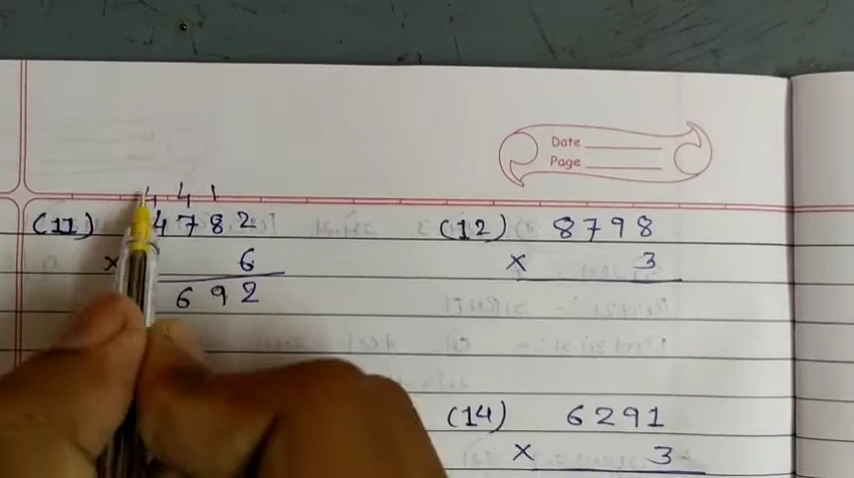 Date
Page
4 4 1
(11) 4782
× 6
692
(12) 8798
× 3
(14) 6291
× 3